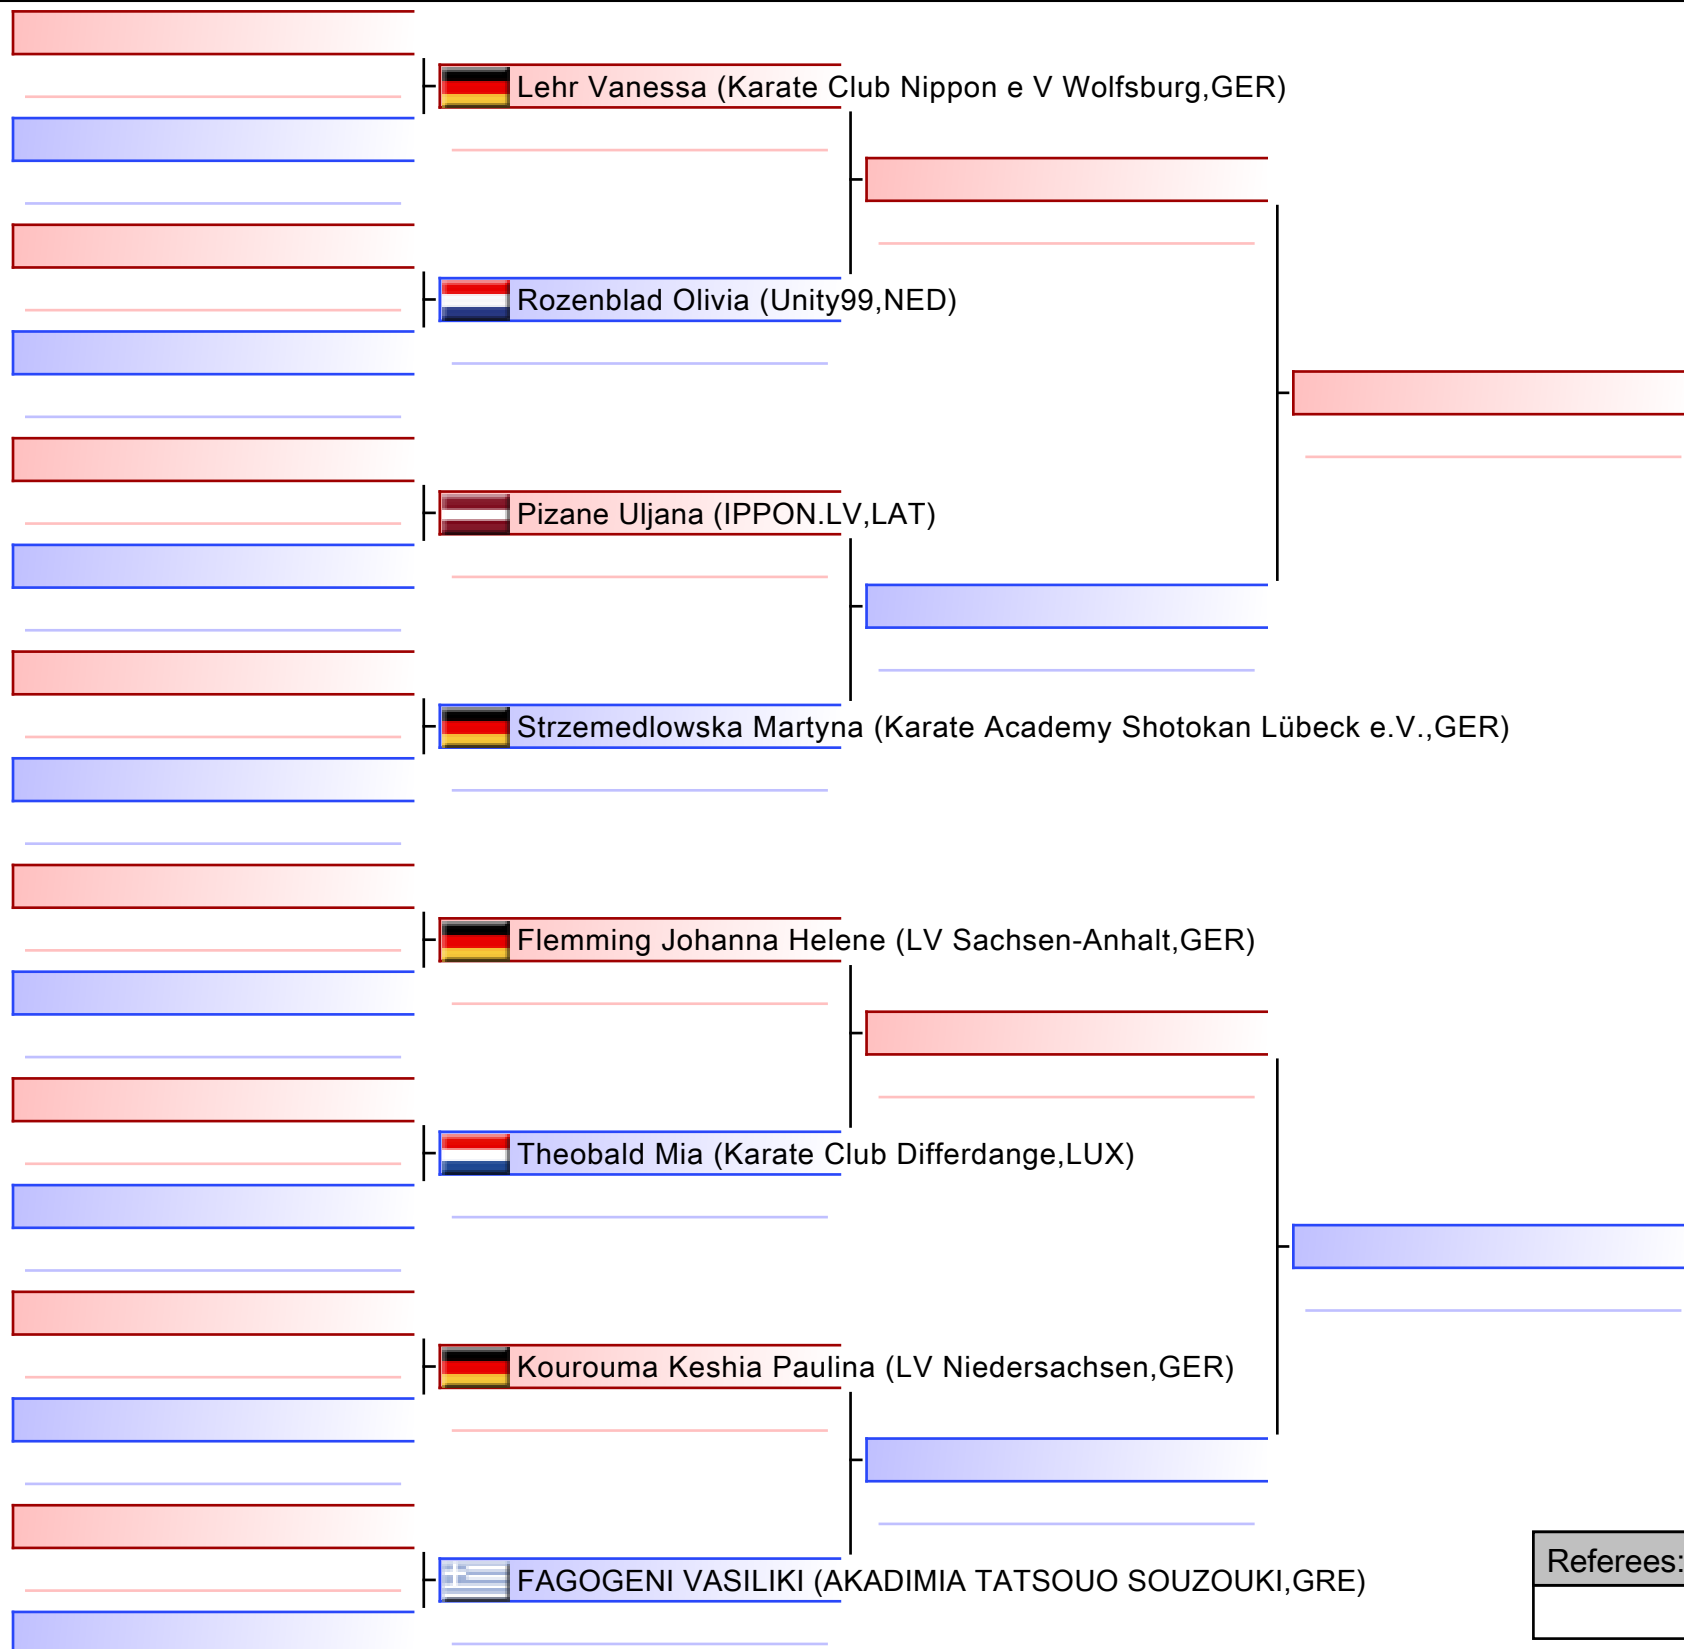 Lehr Vanessa (Karate Club Nippon e V Wolfsburg,GER)
Rozenblad Olivia (Unity99,NED)
Pizane Uljana (IPPON.LV,LAT)
Strzemedlowska Martyna (Karate Academy Shotokan Lübeck e.V.,GER)
Flemming Johanna Helene (LV Sachsen-Anhalt,GER)
Theobald Mia (Karate Club Differdange,LUX)
Kourouma Keshia Paulina (LV Niedersachsen,GER)
FAGOGENI VASILIKI (AKADIMIA TATSOUO SOUZOUKI,GRE)
Referees: